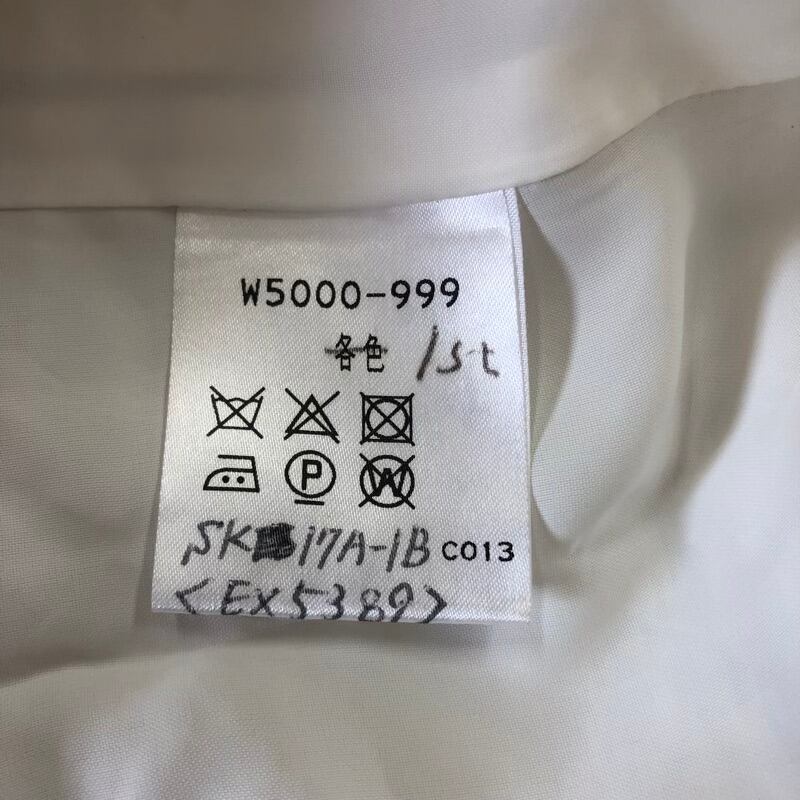 W5000-999
各色 1st
P
W
SK 17A-1B C013
<EX5389>